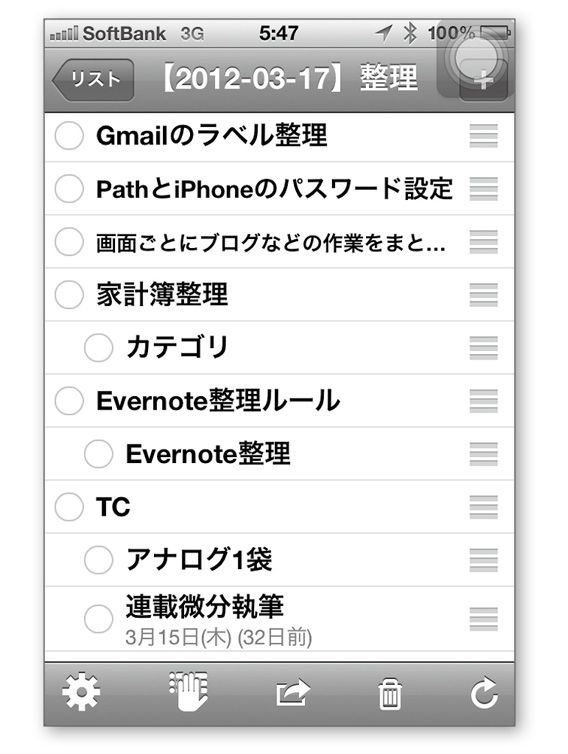 SoftBank 3G 5:47 100%
リスト 【2012-03-17】整理 +
Gmailのラベル整理
PathとiPhoneのパスワード設定
画面ごとにブログなどの作業をまと...
家計簿整理
カテゴリ
Evernote整理ルール
Evernote整理
TC
アナログ1袋
連載微分執筆
3月15日(木) (32日前)